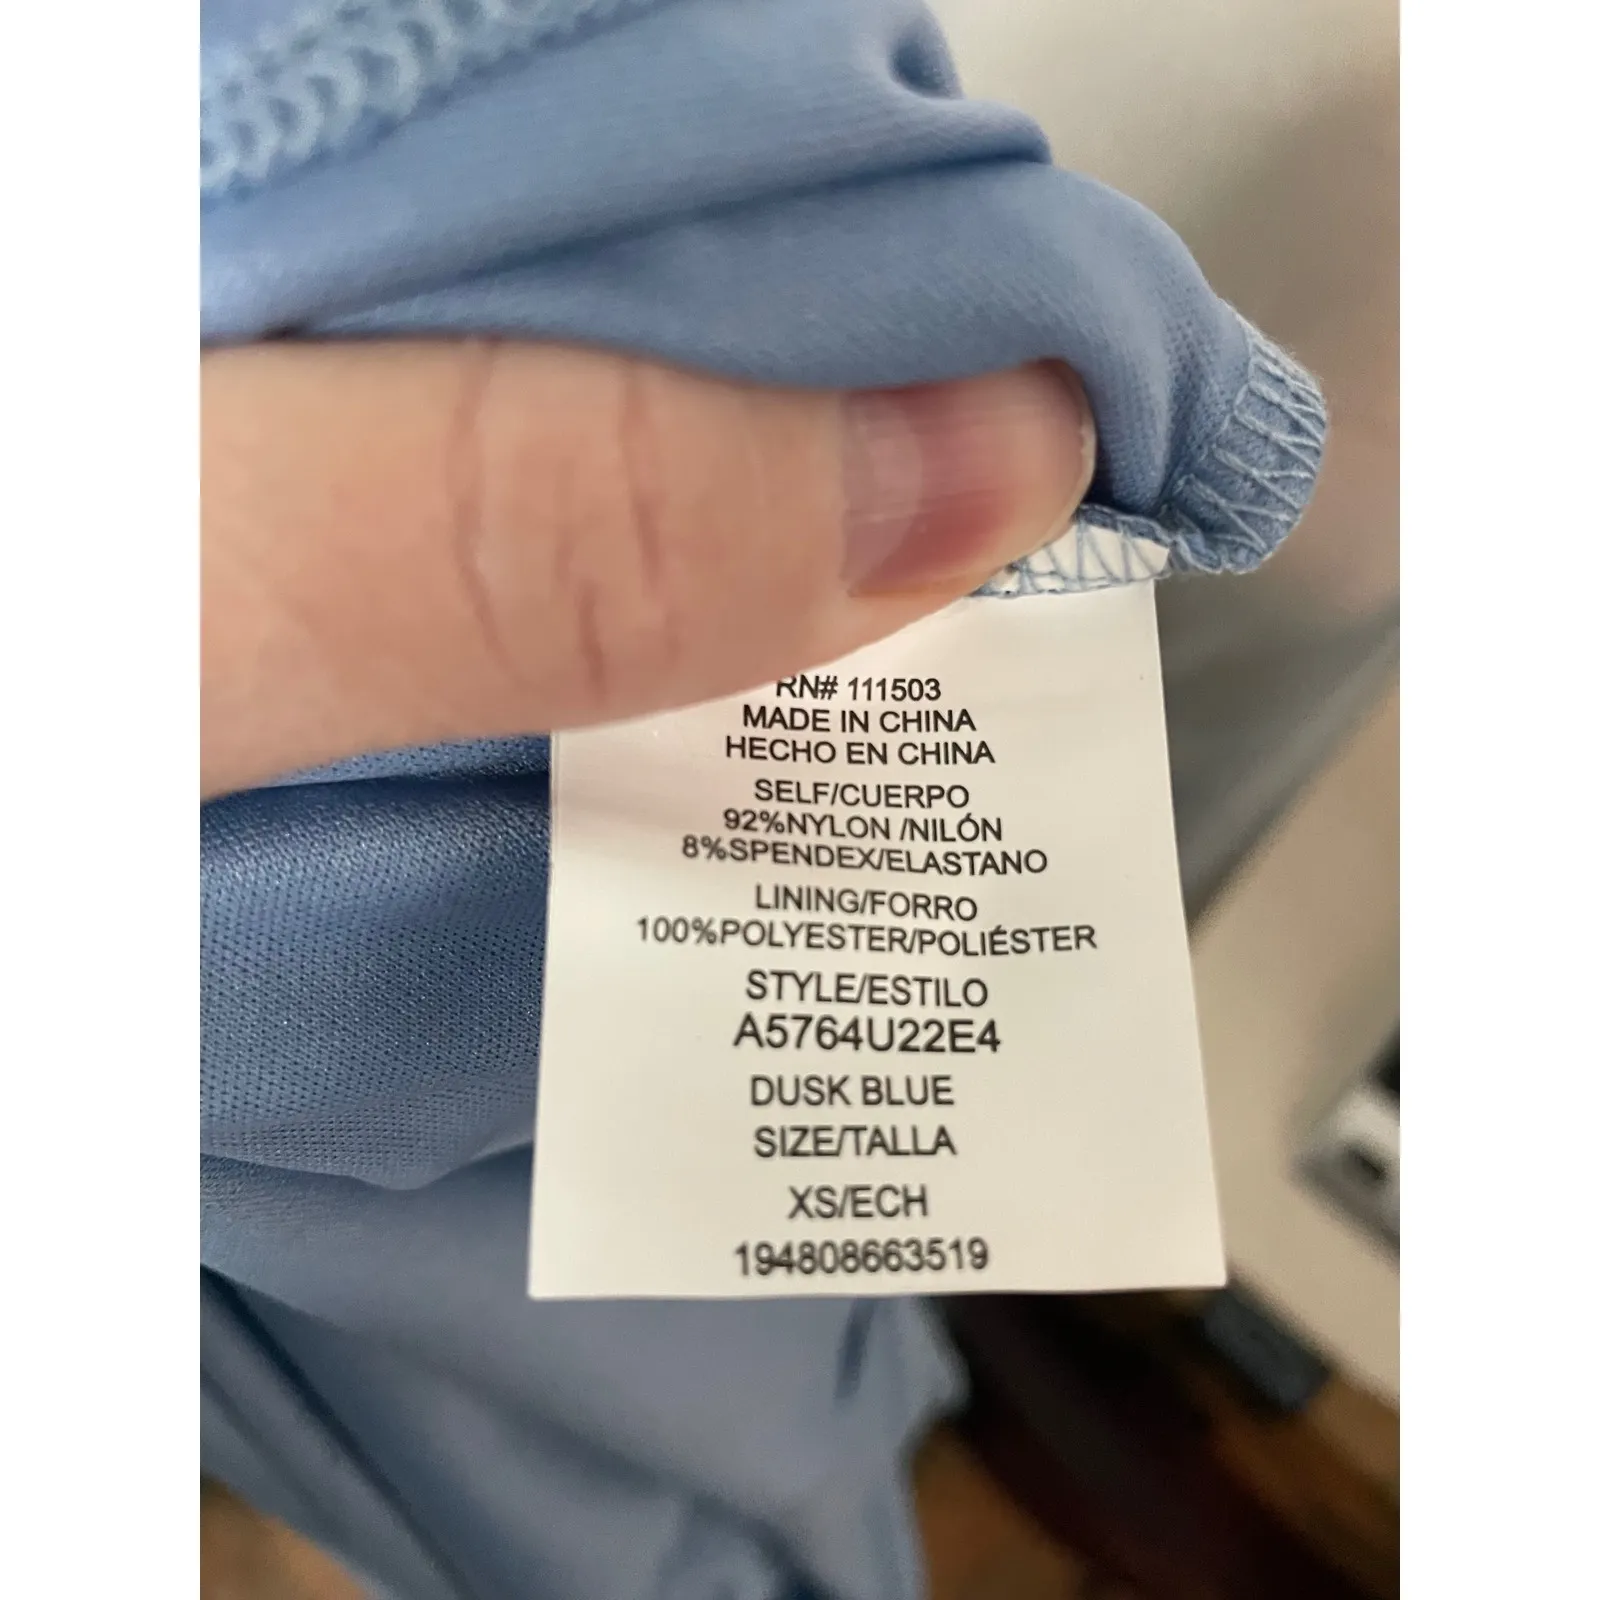 RN# 111503
MADE IN CHINA
HECHO EN CHINA
SELF/CUERPO
92%NYLON /NILÓN
8%SPENDEX/ELASTANO
LINING/FORRO
100%POLYESTER/POLIÉSTER
STYLE/ESTILO
A5764U22E4
DUSK BLUE
SIZE/TALLA
XS/ECH
194808663519